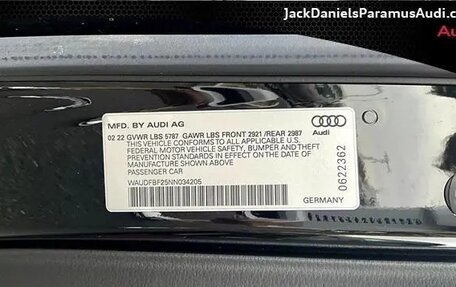 JackDanielsParamusAudi.c
Au
MFD. BY AUDI AG
02 22 GVWR LBS 5787 GAWR LBS FRONT 2921 /REAR 2987
THIS VEHICLE CONFORMS TO ALL APPLICABLE U.S.
FEDERAL MOTOR VEHICLE SAFETY, BUMPER AND THEFT
PREVENTION STANDARDS IN EFFECT ON THE DATE OF
MANUFACTURE SHOWN ABOVE
PASSENGER CAR
WAUDFBF25NN034205
Audi
0622362
GERMANY